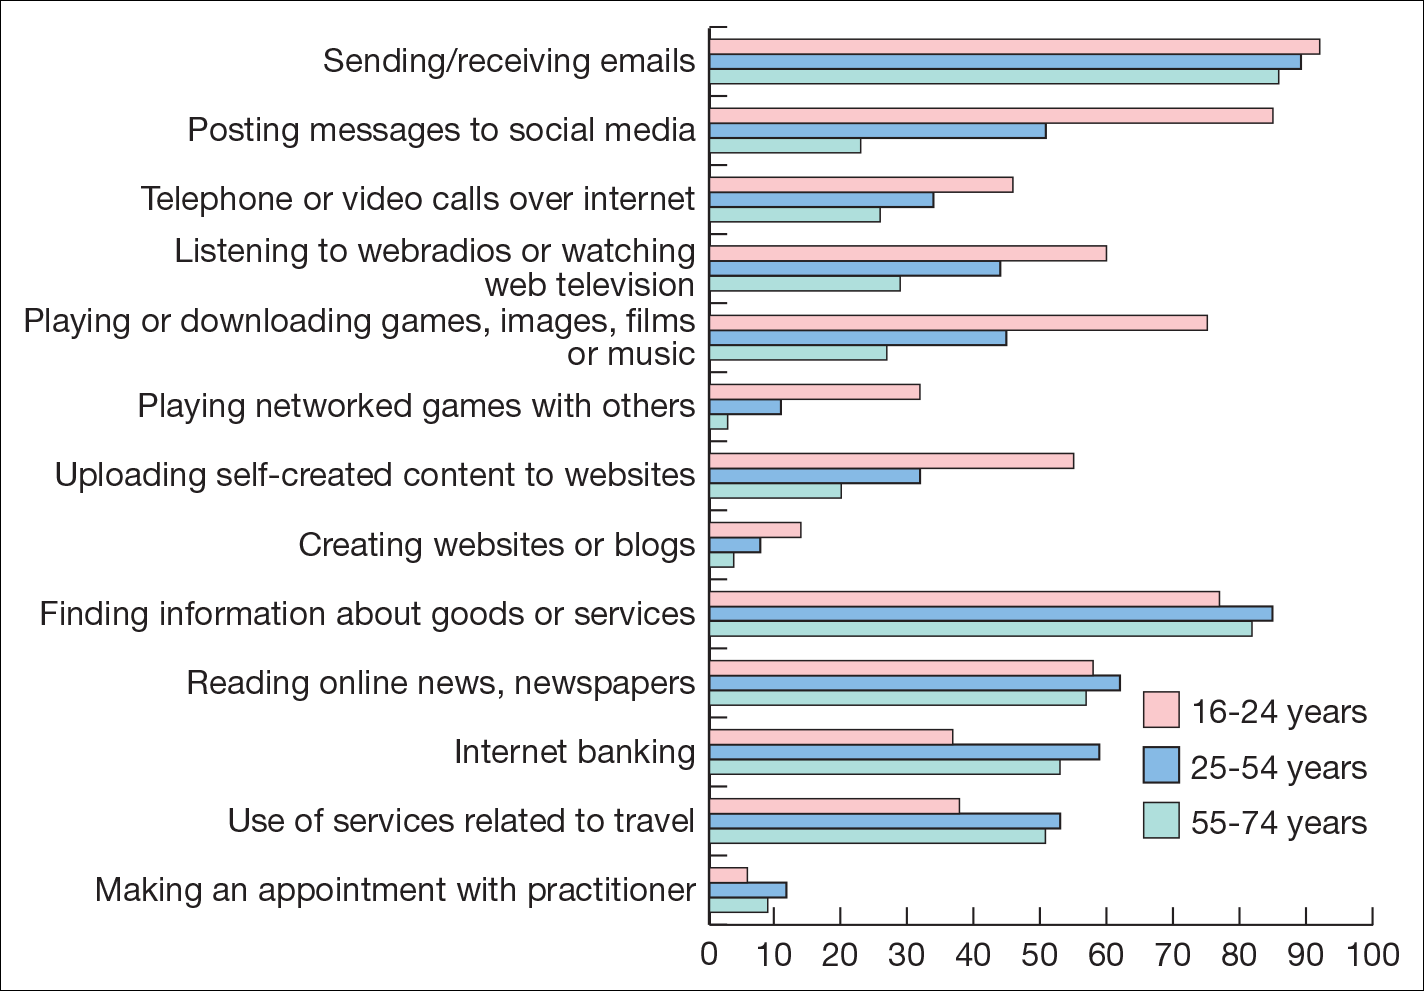 Sending/receiving emails
Posting messages to social media
Telephone or video calls over internet
Listening to webradios or watching
web television
Playing or downloading games, images, films
or music
Playing networked games with others
Uploading self-created content to websites
Creating websites or blogs
Finding information about goods or services
Reading online news, newspapers
Internet banking
Use of services related to travel
Making an appointment with practitioner
16-24 years
25-54 years
55-74 years
0 10 20 30 40 50 60 70 80 90 100